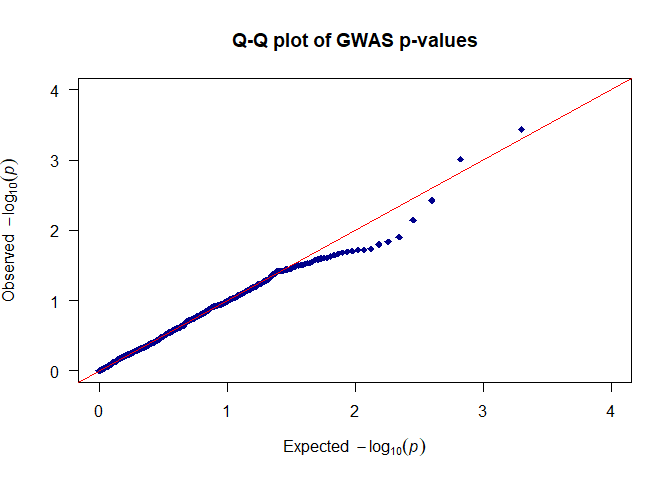 Q-Q plot of GWAS p-values
4
3
2
1
0
Observed −log₁₀(p)
0 1 2 3 4
Expected −log₁₀(p)